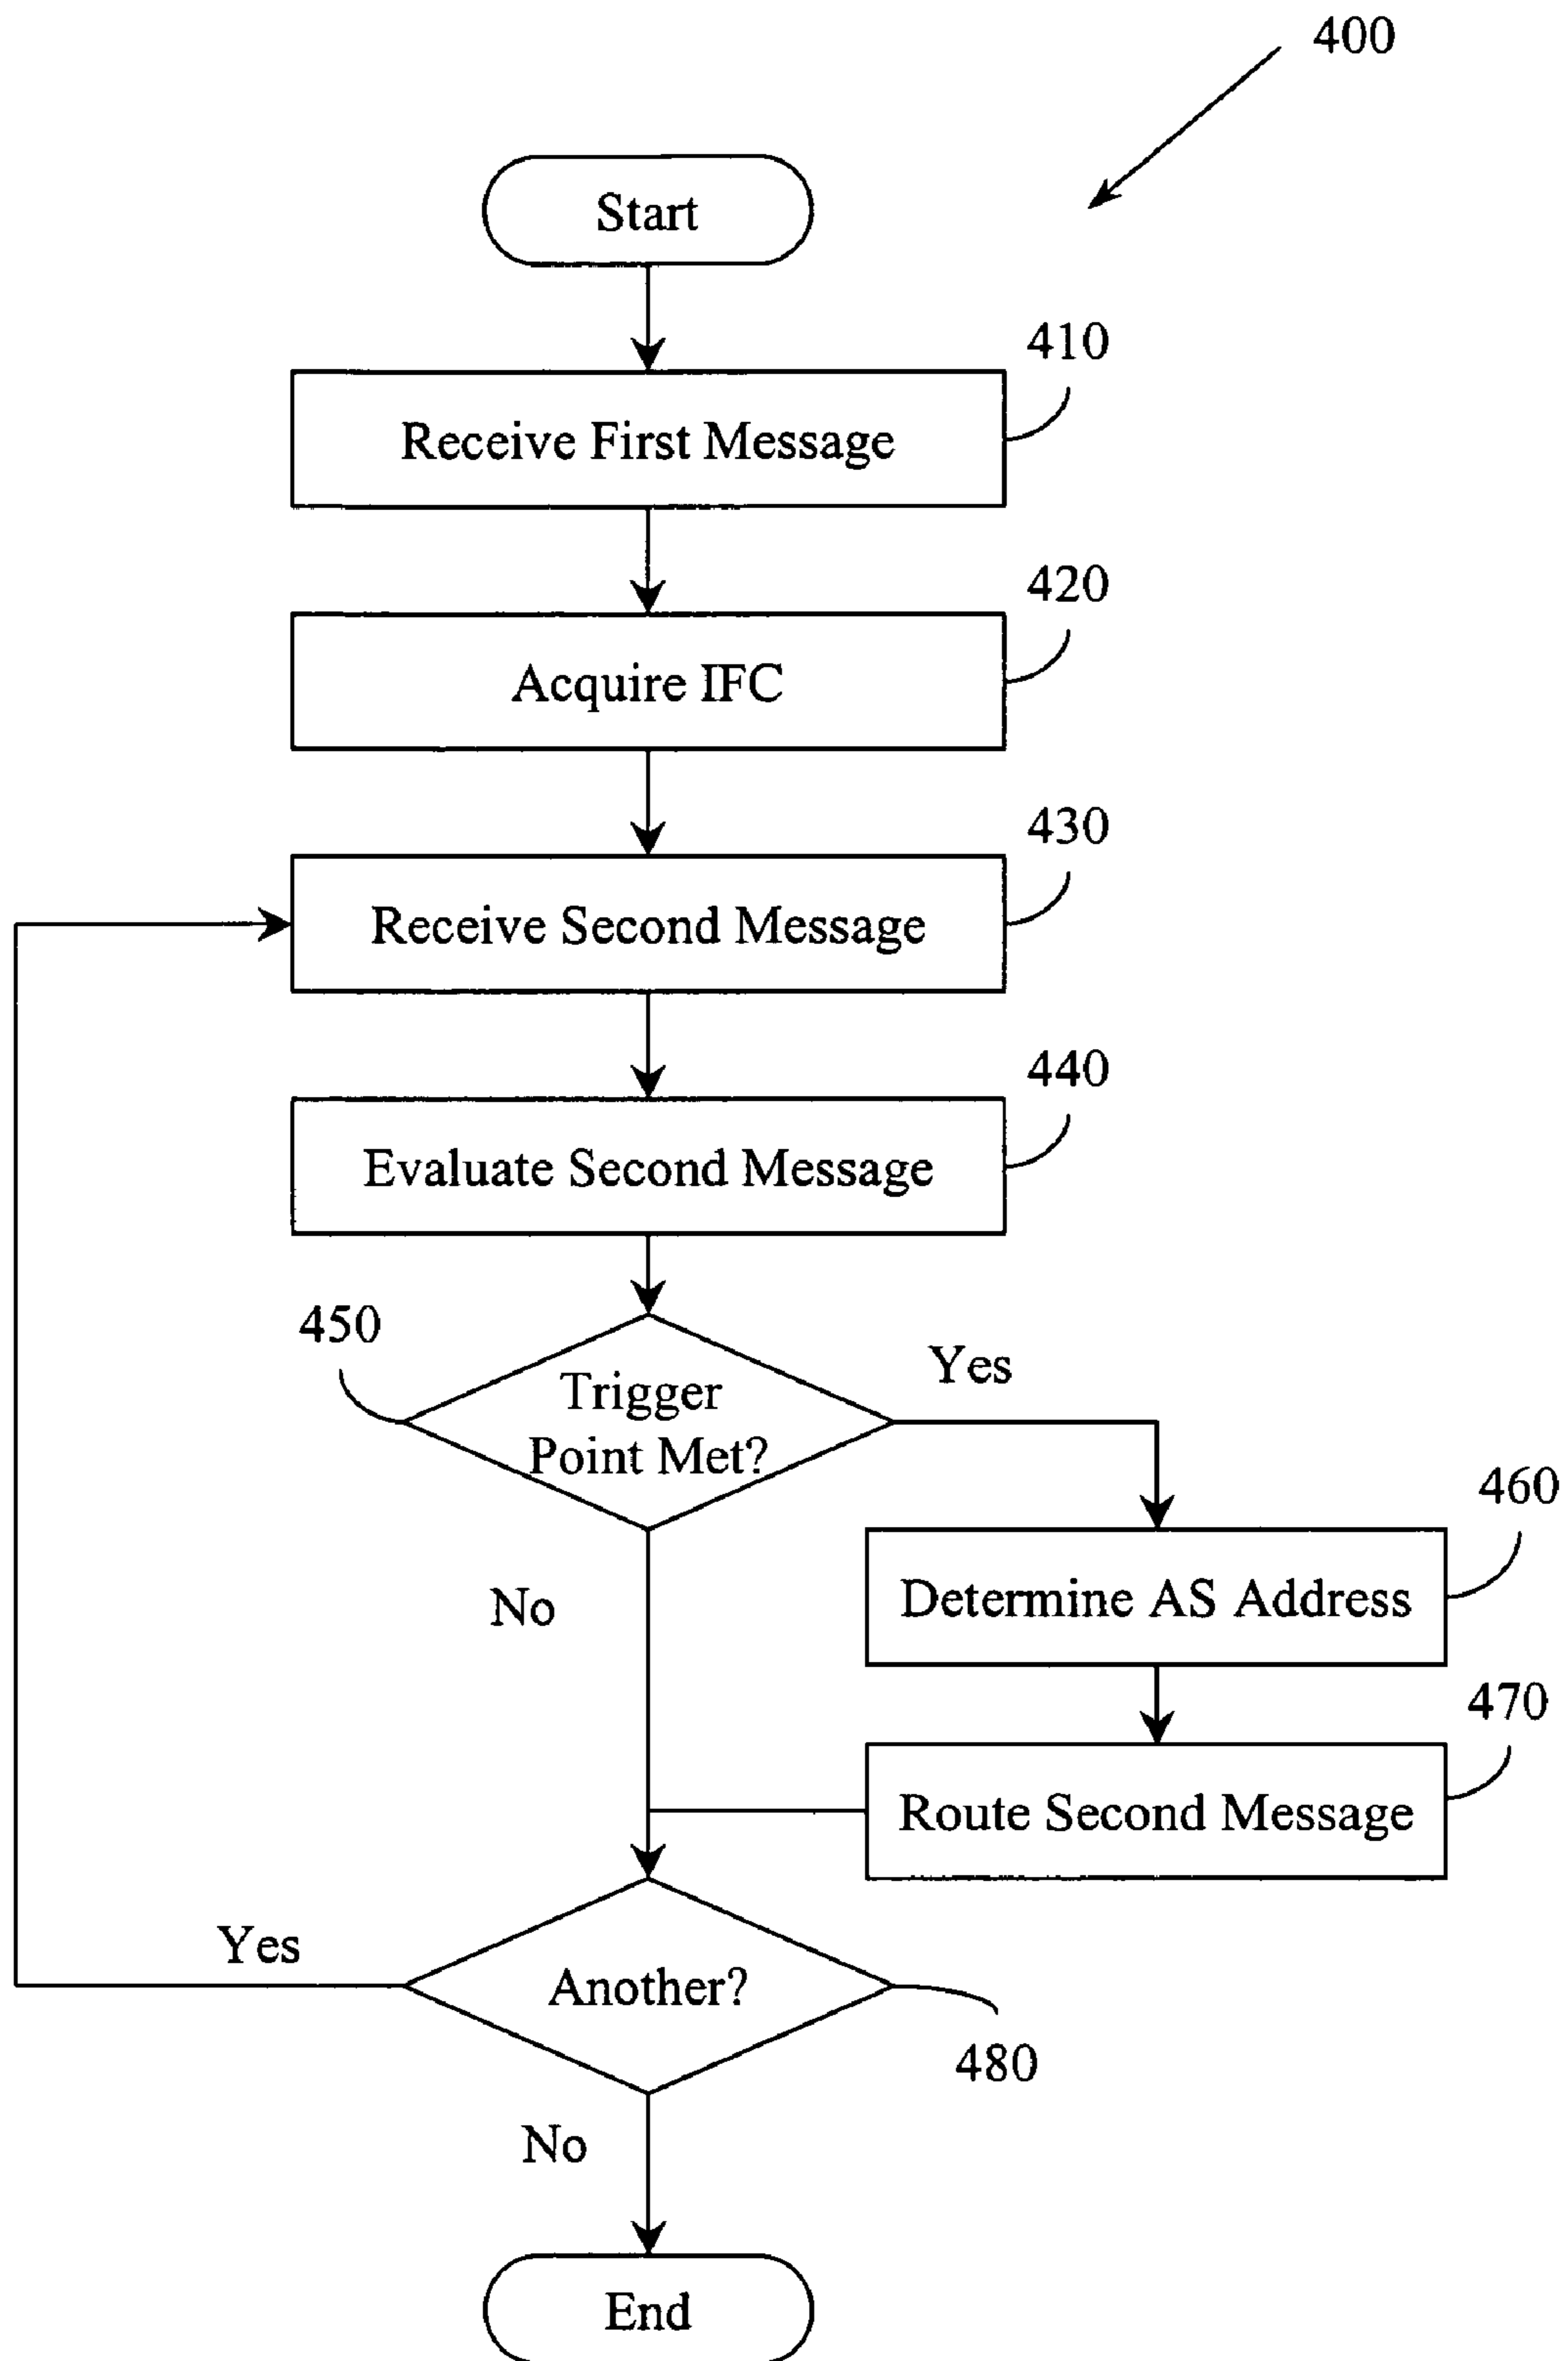 400
Start
410
Receive First Message
420
Acquire IFC
430
Receive Second Message
440
Evaluate Second Message
450
Trigger
Point Met?
Yes
460
Determine AS Address
No
470
Route Second Message
Yes
Another?
480
No
End